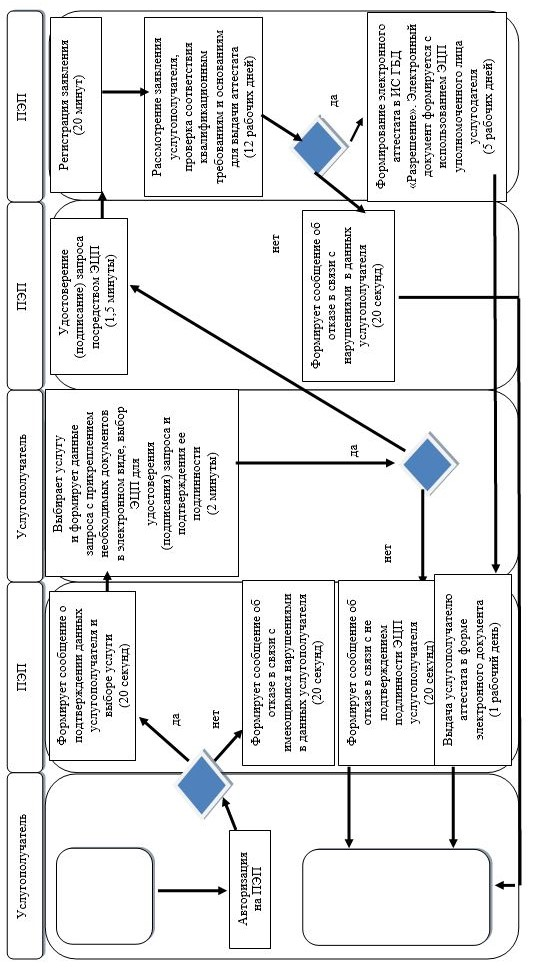 Услугополучатель
ПЭП
Услугополучатель
ПЭП
ПЭП
Авторизация
на ПЭП
Формирует сообщение о
подтверждении данных
услугополучателя и
выборе услуги
(20 секунд)
да
нет
Формирует сообщение об
отказе в связи с
имеющимися нарушениями
в данных услугополучателя
(20 секунд)
Формирует сообщение об
отказе в связи с не
подтверждением
подлинности ЭЦП
услугополучателя
(20 секунд)
Выдача услугополучателю
аттестата в форме
электронного документа
(1 рабочий день)
Выбирает услугу
и формирует данные
запроса с прикреплением
необходимых документов
в электронном виде, выбор
ЭЦП для
удостоверения
(подписания) запроса и
подтверждения ее
подлинности
(2 минуты)
да
нет
Удостоверение
(подписание) запроса
посредством ЭЦП
(1,5 минуты)
нет
Формирует сообщение об
отказе в связи с
нарушениями в данных
услугополучателя
(20 секунд)
Регистрация заявления
(20 минут)
Рассмотрение заявления
услугополучателя,
проверка соответствия
квалификационным
требованиям и основаниям
для выдачи аттестата
(12 рабочих дней)
да
Формирование электронного
аттестата в ИС ГБД
«Разрешение». Электронный
документ формируется с
использованием ЭЦП
уполномоченного лица
услугодателя
(5 рабочих дней)